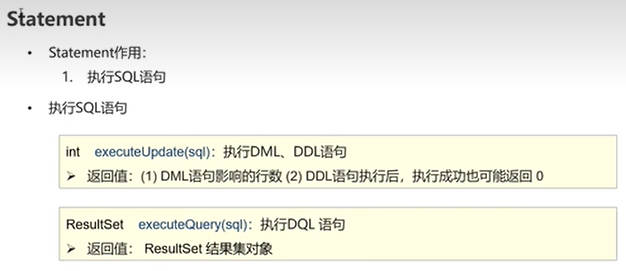 Statement
• Statement作用：
1. 执行SQL语句
• 执行SQL语句
int executeUpdate(sql)：执行DML、DDL语句
➢ 返回值：(1) DML语句影响的行数 (2) DDL语句执行后，执行成功也可能返回 0
ResultSet executeQuery(sql)：执行DQL 语句
➢ 返回值： ResultSet 结果集对象